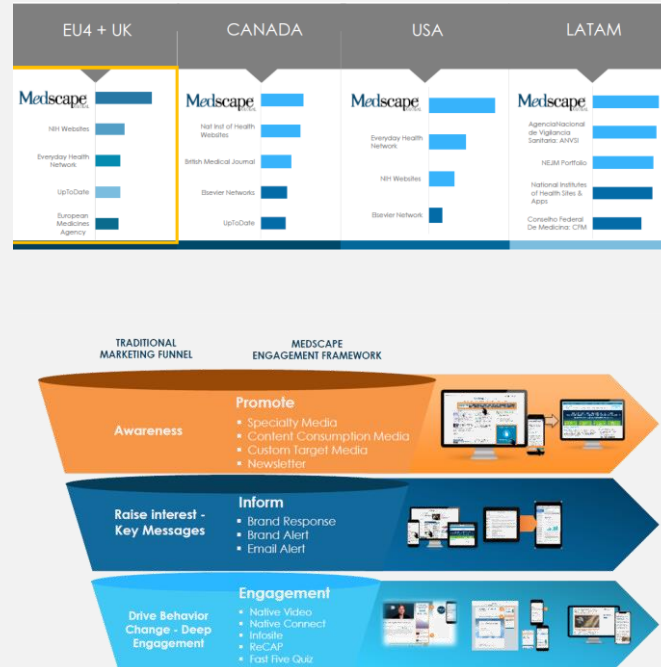 EU4 + UK
CANADA
USA
LATAM
Medscape
NIH Websites
Everyday Health
Network
UpToDate
European
Medicines
Agency
Medscape
Nat Inst of Health
Websites
British Medical Journal
Elsevier Networks
UpToDate
Medscape
Everyday Health
Network
NIH Websites
Elsevier Network
Medscape
AgenciaNacional
de Vigilancia
Sanitaria: ANVSI
NEJM Portfolio
National Institutes
of Health Sites &
Apps
Conselho Federal
De Medicina: CFM
TRADITIONAL
MARKETING FUNNEL
MEDSCAPE
ENGAGEMENT FRAMEWORK
Awareness
Promote
▪ Specialty Media
▪ Content Consumption Media
▪ Custom Target Media
▪ Newsletter
Raise interest -
Key Messages
Inform
▪ Brand Response
▪ Brand Alert
▪ Email Alert
Drive Behavior
Change - Deep
Engagement
Engagement
▪ Native Video
▪ Native Connect
▪ Infosite
▪ ReCAP
▪ Fast Five Quiz